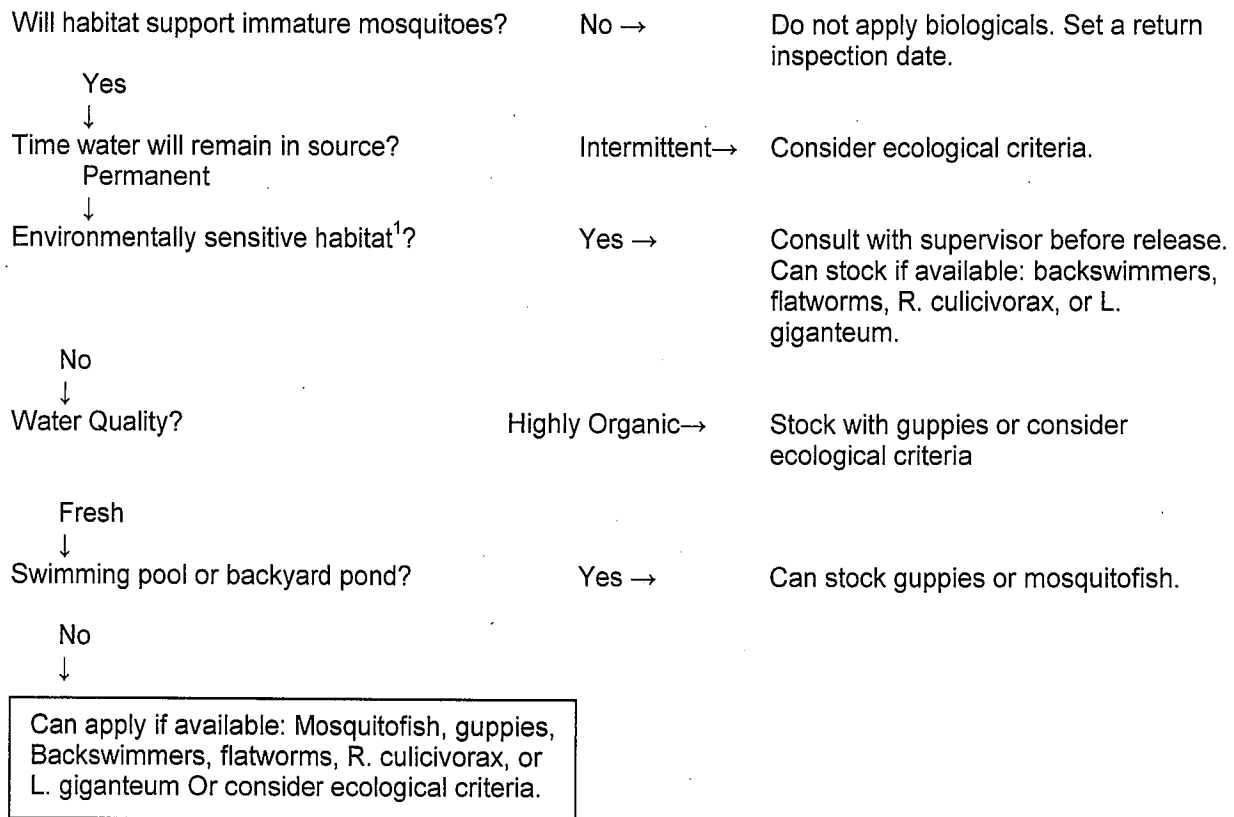 Will habitat support immature mosquitoes? No → Do not apply biologicals. Set a return
inspection date.
Yes
↓
Time water will remain in source? Intermittent→ Consider ecological criteria.
Permanent
↓
Environmentally sensitive habitat¹? Yes → Consult with supervisor before release.
Can stock if available: backswimmers,
flatworms, R. culicivorax, or L.
giganteum.
No
↓
Water Quality? Highly Organic→ Stock with guppies or consider
ecological criteria
Fresh
↓
Swimming pool or backyard pond? Yes → Can stock guppies or mosquitofish.
No
↓
Can apply if available: Mosquitofish, guppies,
Backswimmers, flatworms, R. culicivorax, or
L. giganteum Or consider ecological criteria.